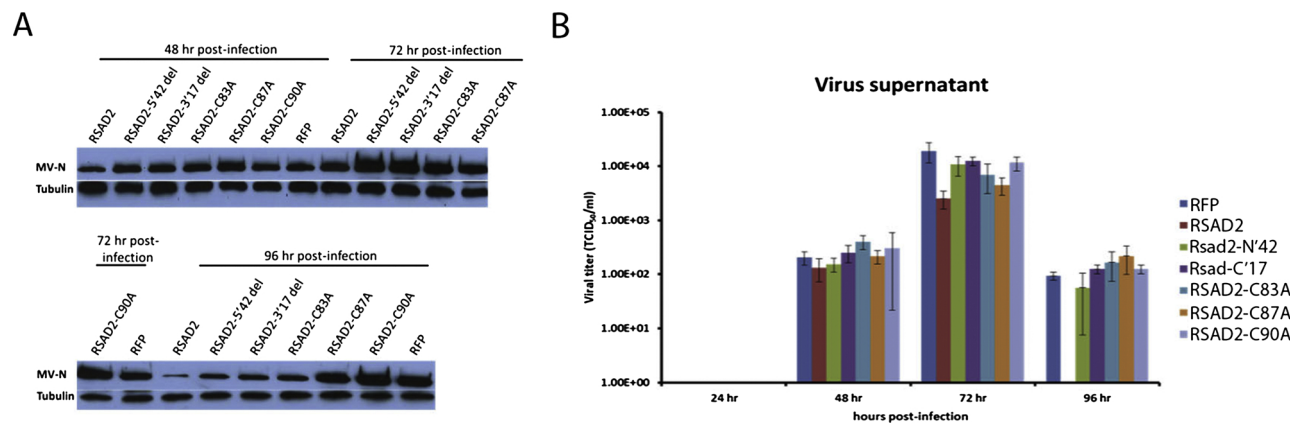 A
48 hr post-infection
72 hr post-infection
RSAD2
RSAD2-5'42 del
RSAD2-3'17 del
RSAD2-C83A
RSAD2-C87A
RSAD2-C90A
RFP
RSAD2
RSAD2-5'42 del
RSAD2-3'17 del
RSAD2-C83A
RSAD2-C87A
MV-N
Tubulin
72 hr post-
infection
96 hr post-infection
RSAD2-C90A
RFP
RSAD2
RSAD2-5'42 del
RSAD2-3'17 del
RSAD2-C83A
RSAD2-C87A
RSAD2-C90A
RFP
MV-N
Tubulin
B
Virus supernatant
Viral titer (TCID50/ml)
1.00E+05
1.00E+04
1.00E+03
1.00E+02
1.00E+01
1.00E+00
24 hr
48 hr
72 hr
96 hr
hours post-infection
RFP
RSAD2
Rsad2-N'42
Rsad-C'17
RSAD2-C83A
RSAD2-C87A
RSAD2-C90A